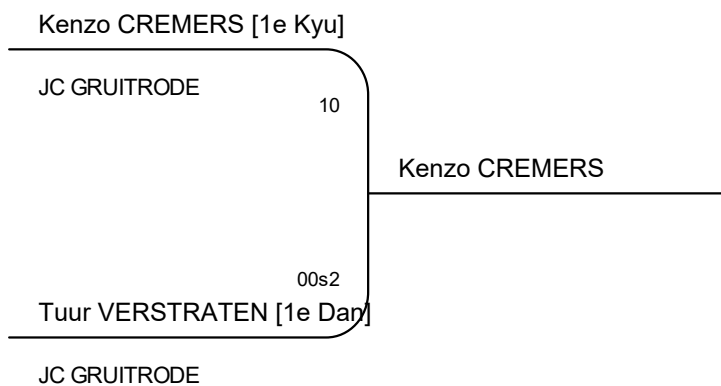 Kenzo CREMERS [1e Kyu]
JC GRUITRODE
10
Kenzo CREMERS
00s2
Tuur VERSTRATEN [1e Dan]
JC GRUITRODE